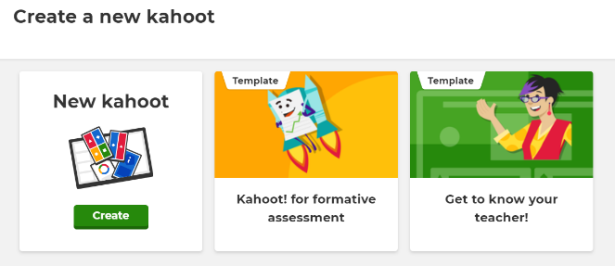 Create a new kahoot
New kahoot
Create
Template
Kahoot! for formative
assessment
Template
Get to know your
teacher!